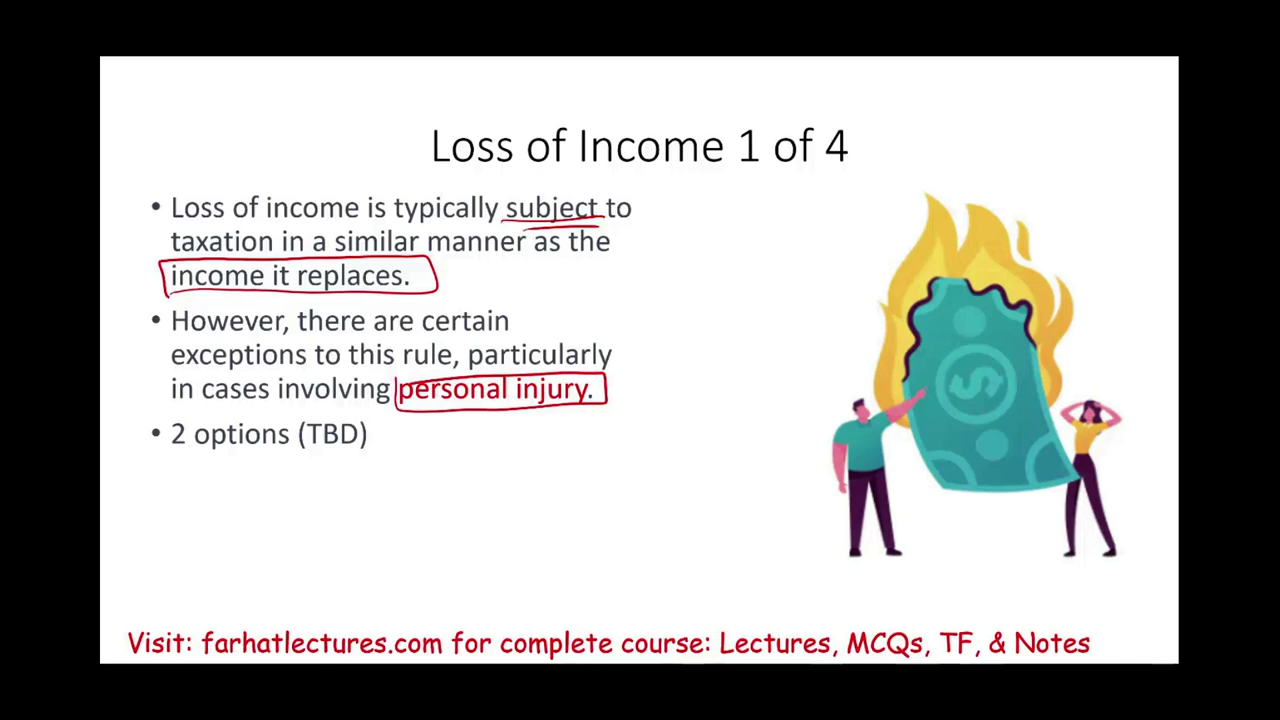 Loss of Income 1 of 4
• Loss of income is typically subject to
taxation in a similar manner as the
income it replaces.
• However, there are certain
exceptions to this rule, particularly
in cases involving personal injury.
• 2 options (TBD)
$
Visit: farhatlectures.com for complete course: Lectures, MCQs, TF, & Notes